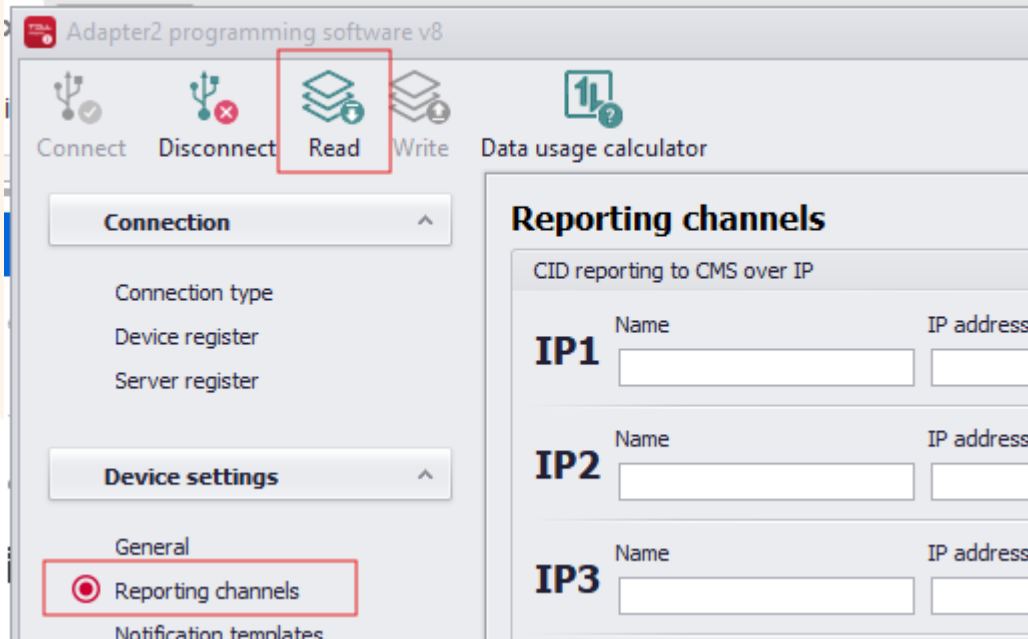 Adapter2 programming software v8
Connect Disconnect Read Write Data usage calculator
Connection
Connection type
Device register
Server register
Device settings
General
Reporting channels
Notification templates
Reporting channels
CID reporting to CMS over IP
IP1 Name IP address
IP2 Name IP address
IP3 Name IP address